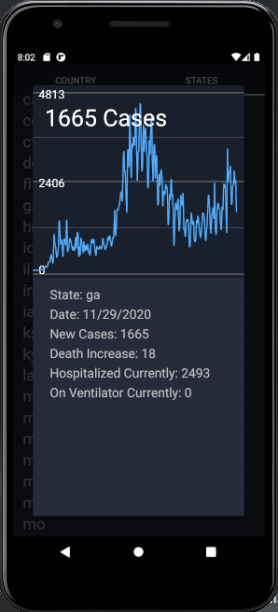 8:02
COUNTRY STATES
4813
1665 Cases
2406
0
State: ga
Date: 11/29/2020
New Cases: 1665
Death Increase: 18
Hospitalized Currently: 2493
On Ventilator Currently: 0
mo